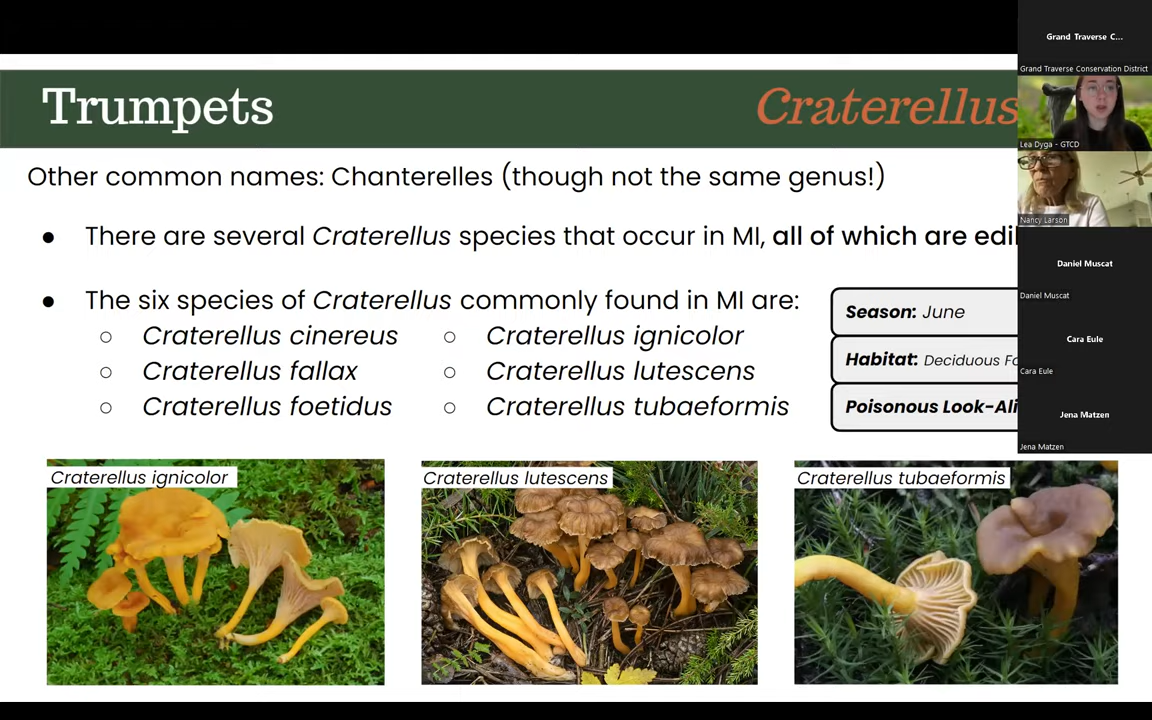 Trumpets
Craterellus
Other common names: Chanterelles (though not the same genus!)
● There are several Craterellus species that occur in MI, all of which are edi
● The six species of Craterellus commonly found in MI are:
○ Craterellus cinereus
○ Craterellus fallax
○ Craterellus foetidus
○ Craterellus ignicolor
○ Craterellus lutescens
○ Craterellus tubaeformis
Season: June
Habitat: Deciduous Fo
Poisonous Look-Ali
Craterellus ignicolor
Craterellus lutescens
Craterellus tubaeformis
Grand Traverse C...
Grand Traverse Conservation District
Lea Dyga - GTCD
Nancy Larson
Daniel Muscat
Daniel Muscat
Cara Eule
Cara Eule
Jena Matzen
Jena Matzen